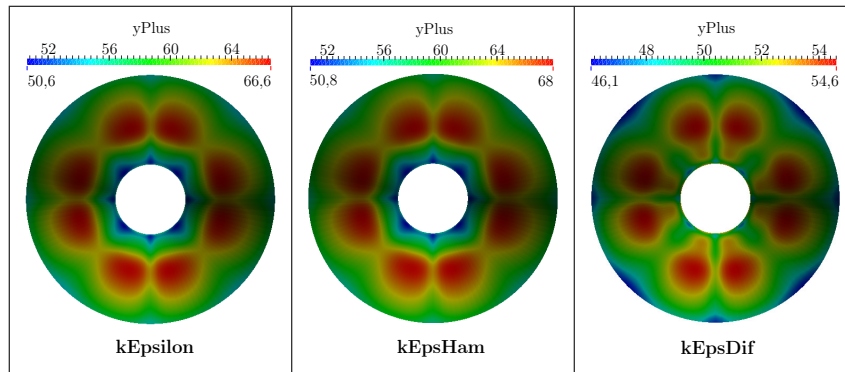 yPlus
52 56 60 64
50,6 66,6
kEpsilon
yPlus
52 56 60 64
50,8 68
kEpsHam
yPlus
48 50 52 54
46,1 54,6
kEpsDif